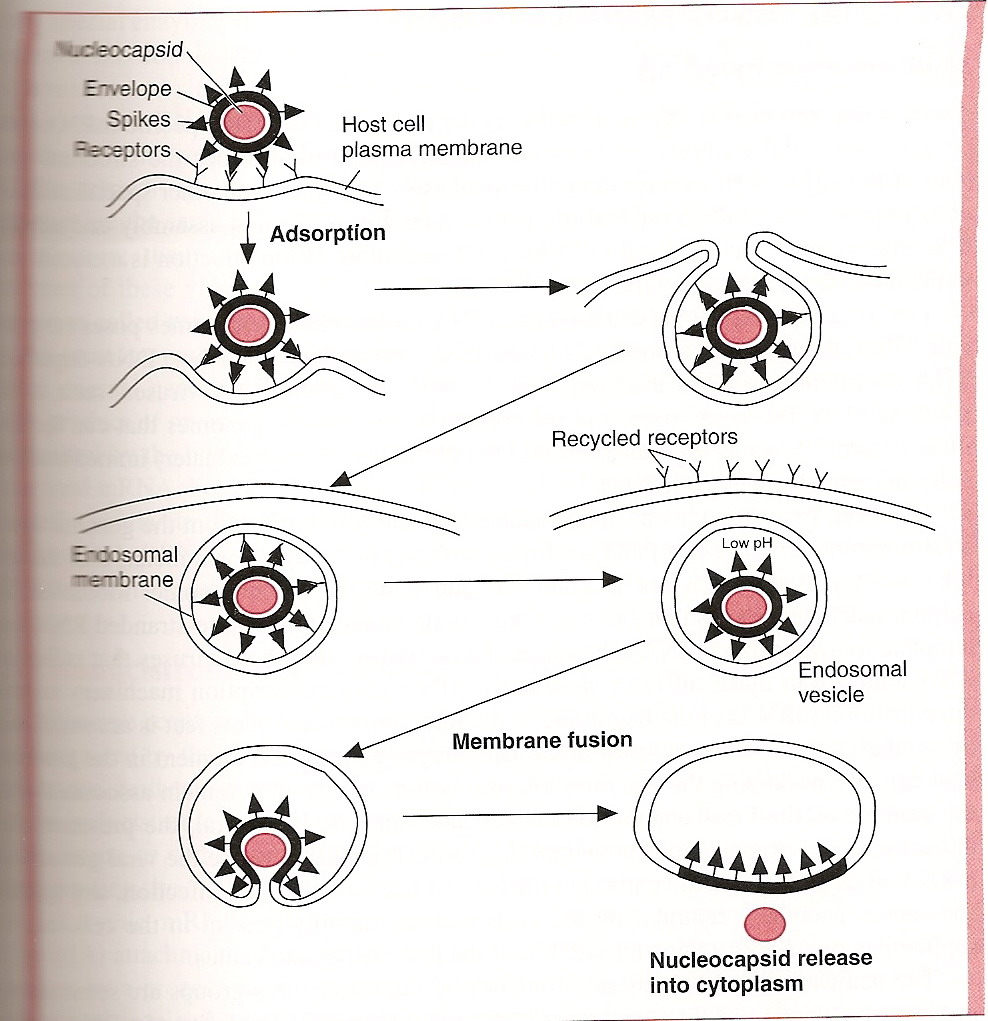 Nucleocapsid
Envelope
Spikes
Receptors
Host cell
plasma membrane
Adsorption
Recycled receptors
Low pH
Endosomal
membrane
Endosomal
vesicle
Membrane fusion
Nucleocapsid release
into cytoplasm